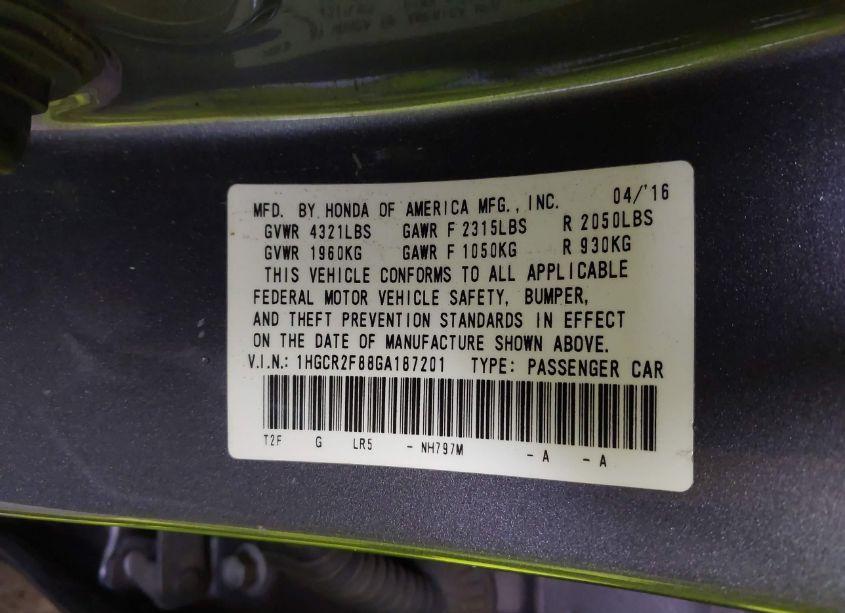 MFD. BY HONDA OF AMERICA MFG., INC. 04/'16
GVWR 4321LBS GAWR F 2315LBS R 2050LBS
GVWR 1960KG GAWR F 1050KG R 930KG
THIS VEHICLE CONFORMS TO ALL APPLICABLE
FEDERAL MOTOR VEHICLE SAFETY, BUMPER,
AND THEFT PREVENTION STANDARDS IN EFFECT
ON THE DATE OF MANUFACTURE SHOWN ABOVE.
V.I.N.: 1HGCR2F88GA187201 TYPE: PASSENGER CAR
T2F G LR5 - NH797M - A - A